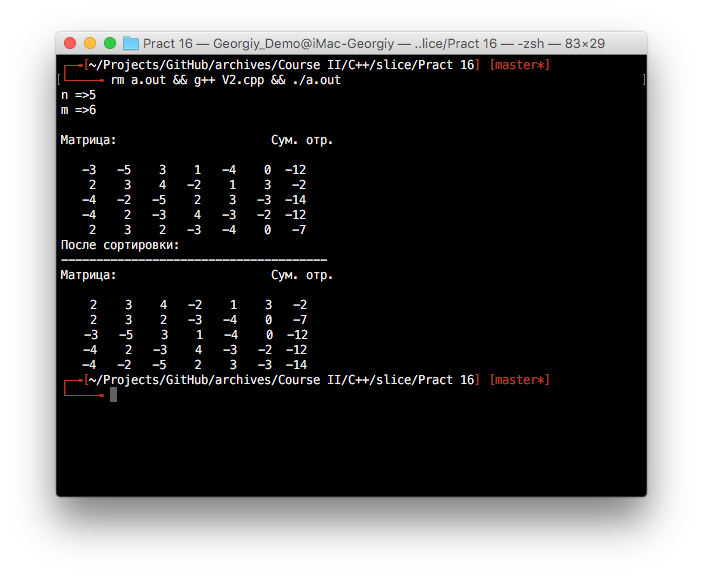 Pract 16 — Georgiy_Demo@iMac-Georgiy — ..lice/Pract 16 — -zsh — 83×29
[~/Projects/GitHub/archives/Course II/C++/slice/Pract 16] [master*]
rm a.out && g++ V2.cpp && ./a.out
n =>5
m =>6
Матрица: Сум. отр.
-3 -5 3 1 -4 0 -12
2 3 4 -2 1 3 -2
-4 -2 -5 2 3 -3 -14
-4 2 -3 4 -3 -2 -12
2 3 2 -3 -4 0 -7
После сортировки:
--------------------------------------
Матрица: Сум. отр.
2 3 4 -2 1 3 -2
2 3 2 -3 -4 0 -7
-3 -5 3 1 -4 0 -12
-4 2 -3 4 -3 -2 -12
-4 -2 -5 2 3 -3 -14
[~/Projects/GitHub/archives/Course II/C++/slice/Pract 16] [master*]